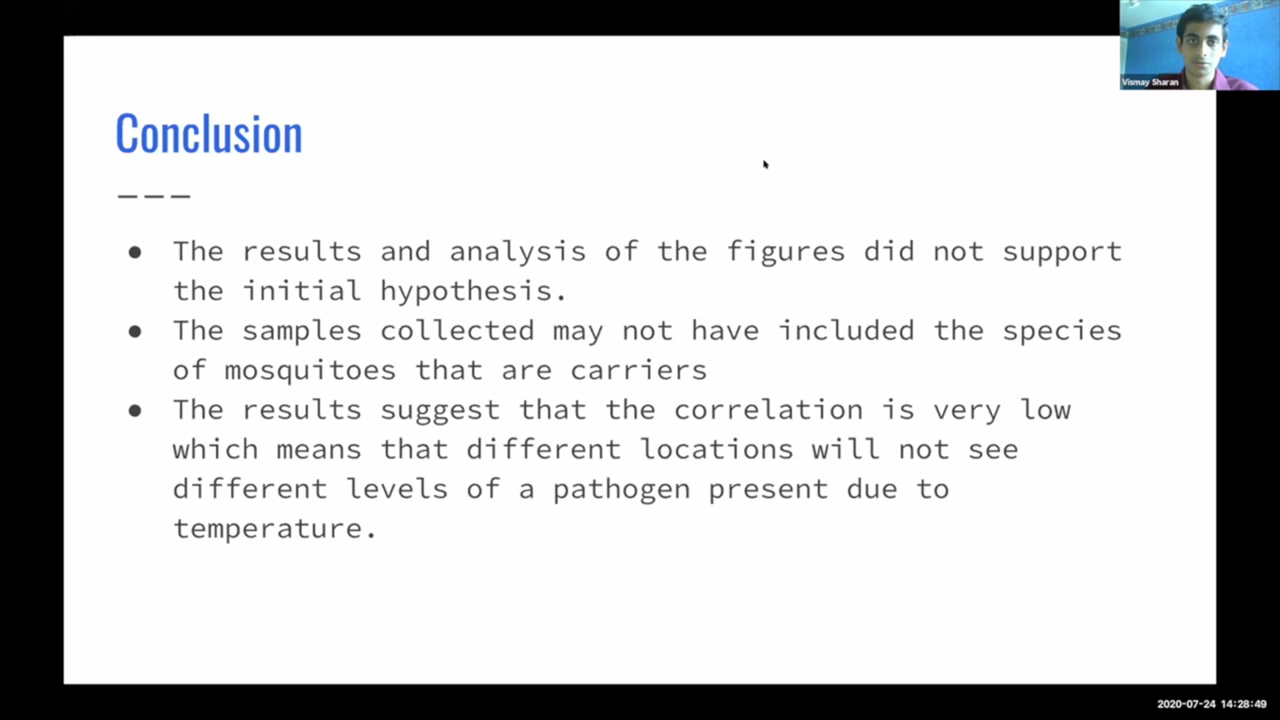 Vismay Sharan
Conclusion
———
● The results and analysis of the figures did not support
the initial hypothesis.
● The samples collected may not have included the species
of mosquitoes that are carriers
● The results suggest that the correlation is very low
which means that different locations will not see
different levels of a pathogen present due to
temperature.
2020-07-24 14:28:49